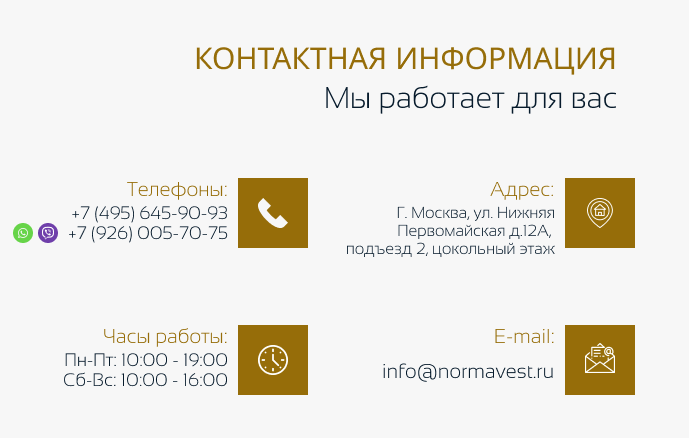 КОНТАКТНАЯ ИНФОРМАЦИЯ
Мы работает для вас
Телефоны:
+7 (495) 645-90-93
+7 (926) 005-70-75
Адрес:
Г. Москва, ул. Нижняя
Первомайская д.12А,
подъезд 2, цокольный этаж
Часы работы:
Пн-Пт: 10:00 - 19:00
Сб-Вс: 10:00 - 16:00
E-mail:
info@normavest.ru